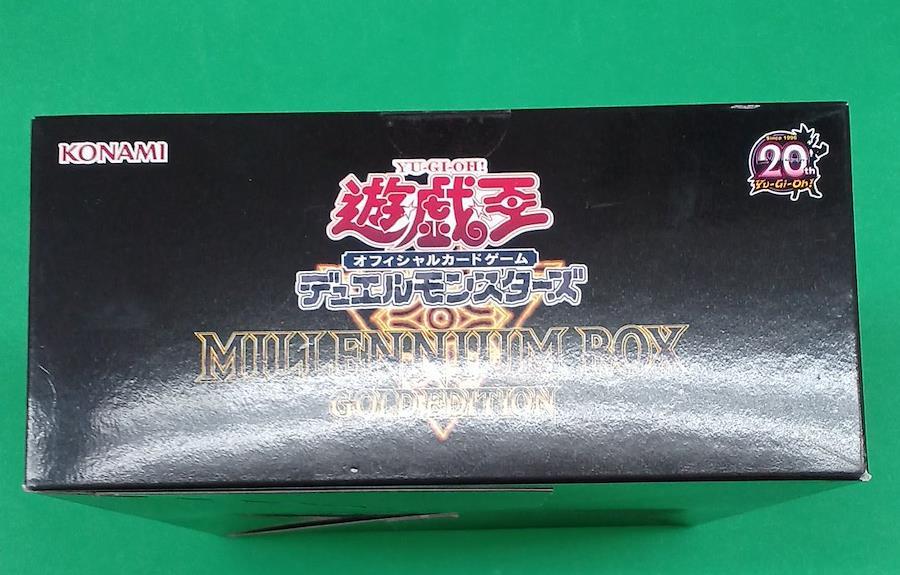 KONAMI
Since 1996
20th
Yu-Gi-Oh!
YU-GI-OH!
遊戯王
オフィシャルカードゲーム
デュエルモンスターズ
MILLENNIUM BOX
GOLD EDITION